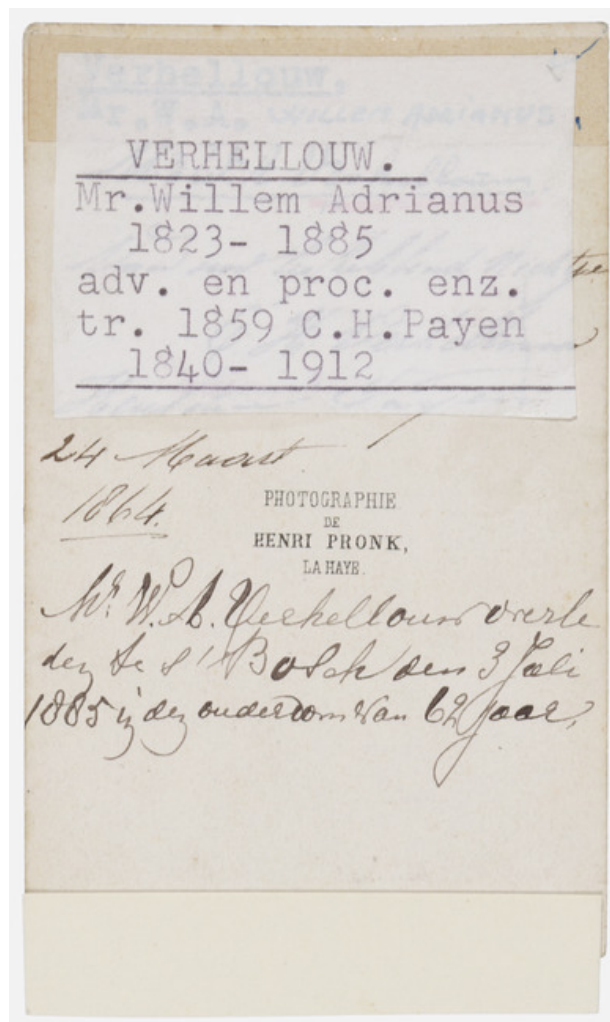 VERHELLOUW.
Mr.Willem Adrianus
1823- 1885
adv. en proc. enz.
tr. 1859 C.H.Payen
1840- 1912
24 Maart
1864.
PHOTOGRAPHIE
DE
HENRI PRONK,
LA HAYE.
Mr. W. A. Verhellouw overle
den te s'Bosch den 3 Juli
1885 in den ouderdom van 62 jaar,